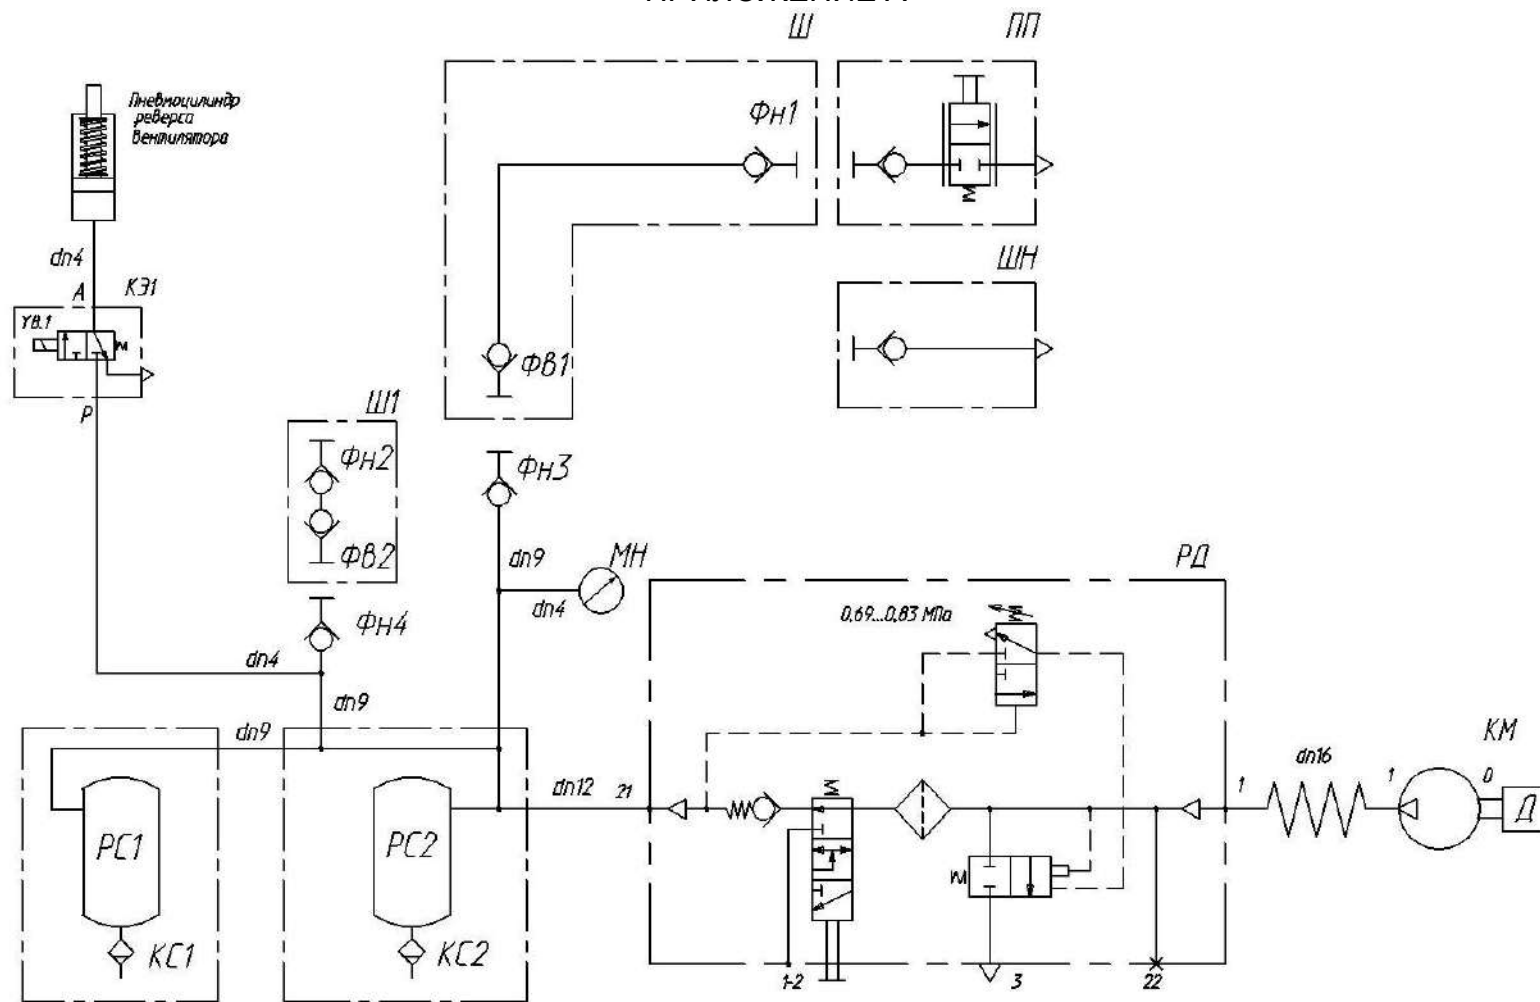 Ш
ПП
Пневмоцилиндр
реверса
вентилятора
Фн1
dn4
A
КЭ1
YB.1
P
ШН
Фв1
Ш1
Фн2
Фн3
Фв2
dn9
МН
dn4
РД
0,69...0,83 МПа
Фн4
dn4
dn9
dn9
КМ
dn12
21
1
dn16
1
0
Д
РС1
РС2
КС1
КС2
1-2
3
22